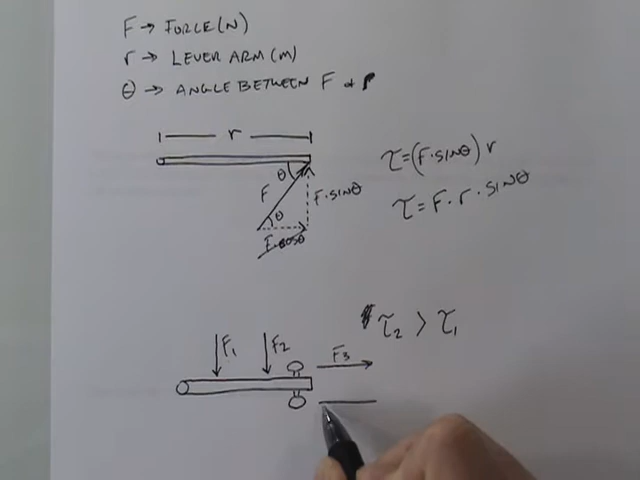 F → FORCE (N)
r → LEVER ARM (M)
θ → ANGLE BETWEEN F & r
r
θ
F
F·sinθ
θ
F·cosθ
τ=(F·sinθ) r
τ=F·r·sinθ
τ₂ > τ₁
F₁
F₂
F₃